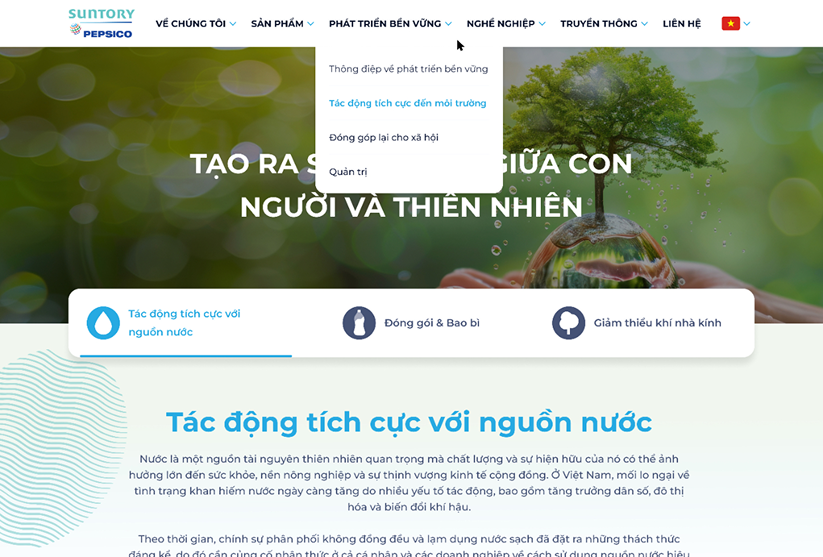 SUNTORY
PEPSICO
VỀ CHÚNG TÔI
SẢN PHẨM
PHÁT TRIỂN BỀN VỮNG
NGHỀ NGHIỆP
TRUYỀN THÔNG
LIÊN HỆ
Thông điệp về phát triển bền vững
Tác động tích cực đến môi trường
Đóng góp lại cho xã hội
Quản trị
TẠO RA GIỮA CON
NGƯỜI VÀ THIÊN NHIÊN
Tác động tích cực với
nguồn nước
Đóng gói & Bao bì
Giảm thiểu khí nhà kính
Tác động tích cực với nguồn nước
Nước là một nguồn tài nguyên thiên nhiên quan trọng mà chất lượng và sự hiện hữu của nó có thể ảnh
hưởng lớn đến sức khỏe, nền nông nghiệp và sự thịnh vượng kinh tế cộng đồng. Ở Việt Nam, mối lo ngại về
tình trạng khan hiếm nước ngày càng tăng do nhiều yếu tố tác động, bao gồm tăng trưởng dân số, đô thị
hóa và biến đổi khí hậu.
Theo thời gian, chính sự phân phối không đồng đều và lạm dụng nước sạch đã đặt ra những thách thức
đáng kể, do đó cần củng cố nhận thức ở cả cá nhân và các doanh nghiệp về cách sử dụng nguồn nước hiệu